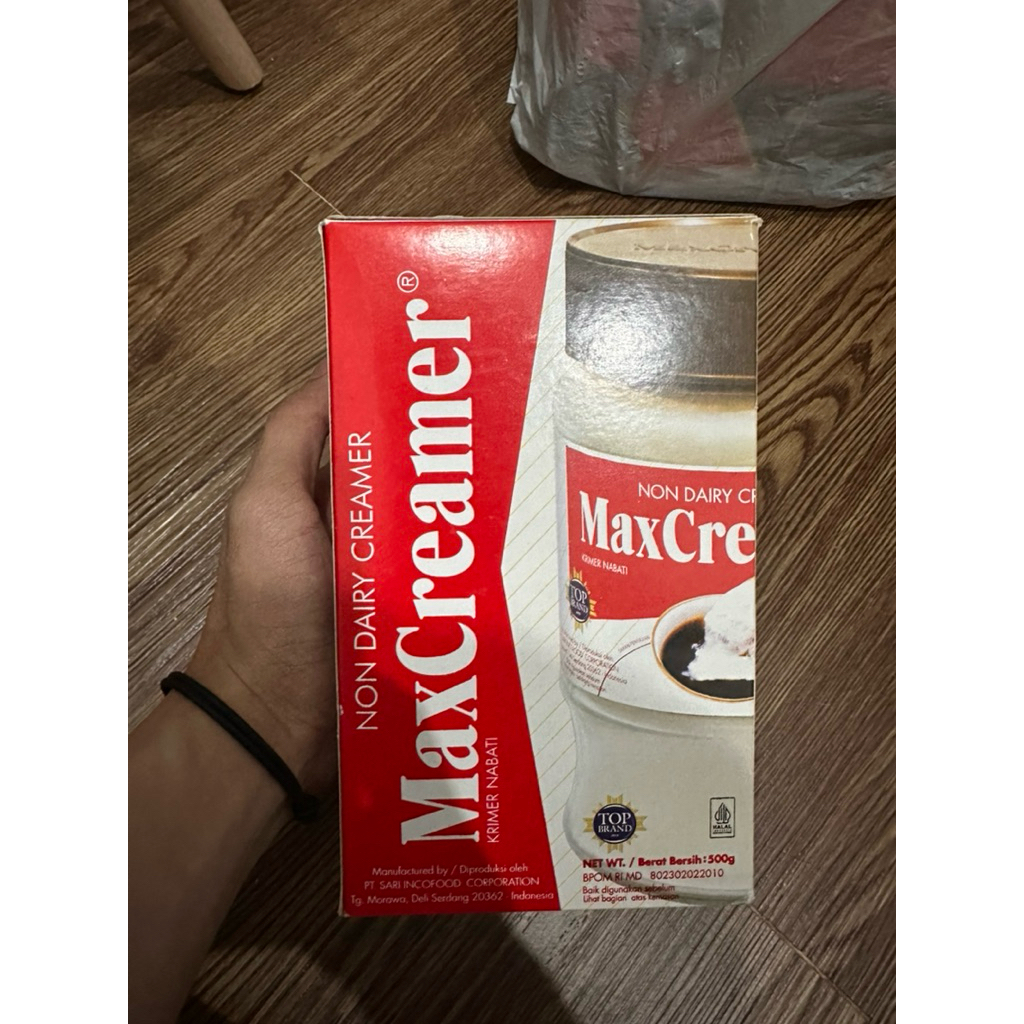 NON DAIRY CREAMER
MaxCreamer®
KRIMER NABATI
Manufactured by / Diproduksi oleh
PT SARI INCOFOOD CORPORATION
Tg. Morawa, Deli Serdang 20362 - Indonesia
NON DAIRY CR
MaxCre
KRIMER NABATI
TOP
BRAND
TOP
BRAND
HALAL
NET WT. / Berat Bersih : 500g
BPOM RI MD 802302022010
Baik digunakan sebelum
Lihat bagian atas kemasan